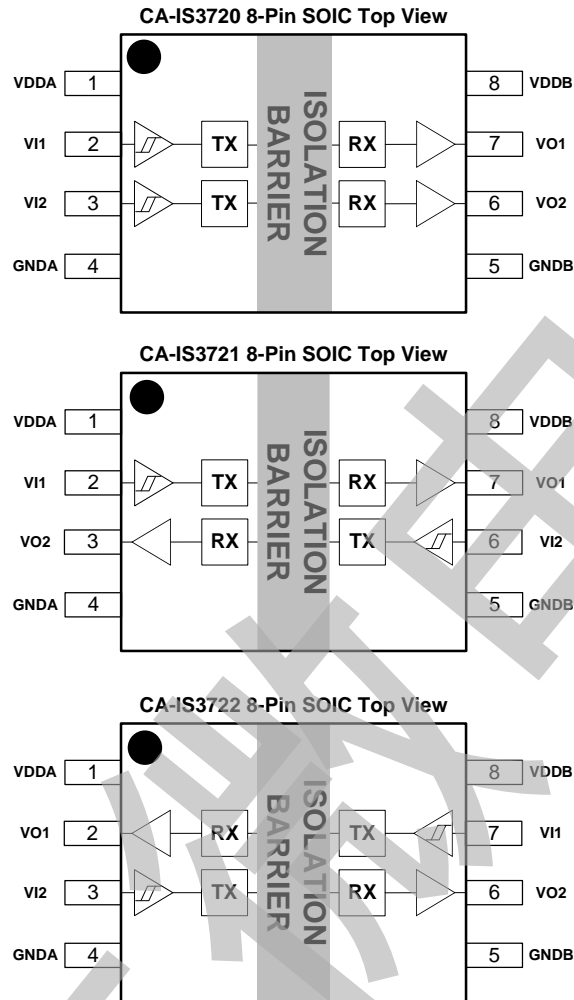 CA-IS3720 8-Pin SOIC Top View
VDDA 1 8 VDDB
VI1 2 TX RX 7 VO1
VI2 3 TX RX 6 VO2
GNDA 4 5 GNDB
ISOLATION
BARRIER
CA-IS3721 8-Pin SOIC Top View
VDDA 1 8 VDDB
VI1 2 TX RX 7 VO1
VO2 3 RX TX 6 VI2
GNDA 4 5 GNDB
ISOLATION
BARRIER
CA-IS3722 8-Pin SOIC Top View
VDDA 1 8 VDDB
VO1 2 RX TX 7 VI1
VI2 3 TX RX 6 VO2
GNDA 4 5 GNDB
ISOLATION
BARRIER